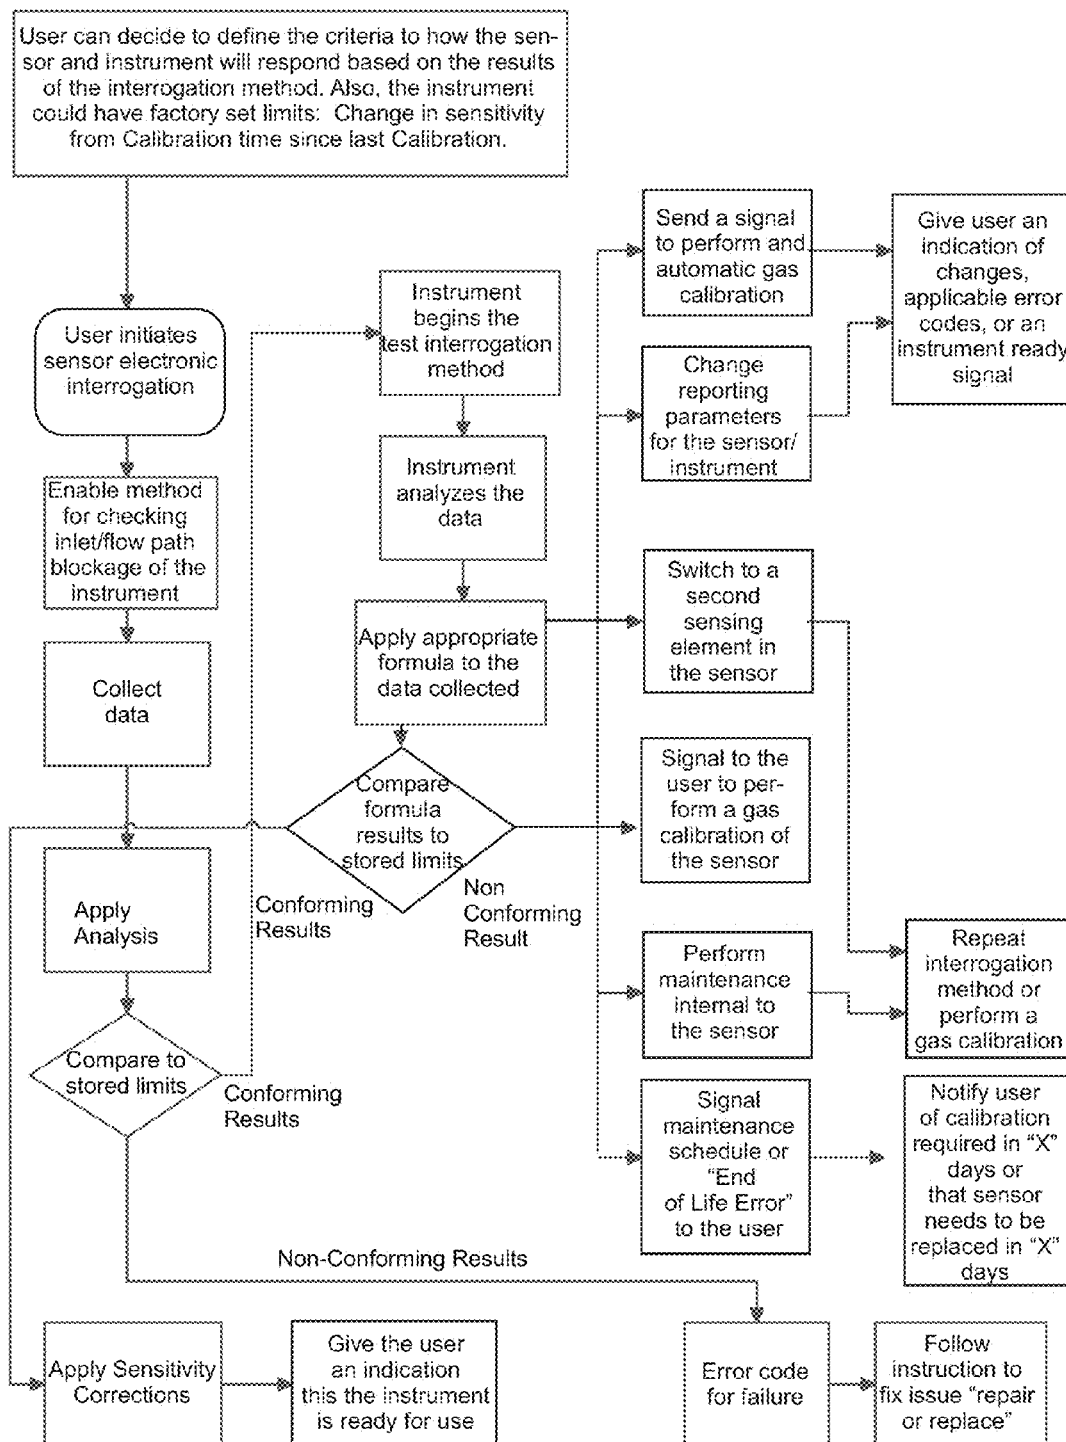 User can decide to define the criteria to how the sen-
sor and instrument will respond based on the results
of the interrogation method. Also, the instrument
could have factory set limits: Change in sensitivity
from Calibration time since last Calibration.
User initiates
sensor electronic
interrogation
Enable method
for checking
inlet/flow path
blockage of the
instrument
Collect
data
Apply
Analysis
Compare to
stored limits
Conforming
Results
Non-Conforming Results
Instrument
begins the
test interrogation
method
Instrument
analyzes the
data
Apply appropriate
formula to the
data collected
Compare
formula
results to
stored limits
Conforming
Results
Non
Conforming
Result
Send a signal
to perform and
automatic gas
calibration
Change
reporting
parameters
for the sensor/
instrument
Give user an
indication of
changes,
applicable error
codes, or an
instrument ready
signal
Switch to a
second
sensing
element in
the sensor
Signal to the
user to per-
form a gas
calibration of
the sensor
Perform
maintenance
internal to
the sensor
Repeat
interrogation
method or
perform a
gas calibration
Signal
maintenance
schedule or
“End
of Life Error”
to the user
Notify user
of calibration
required in “X”
days or
that sensor
needs to be
replaced in “X”
days
Apply Sensitivity
Corrections
Give the user
an indication
this the instrument
is ready for use
Error code
for failure
Follow
instruction to
fix issue “repair
or replace”